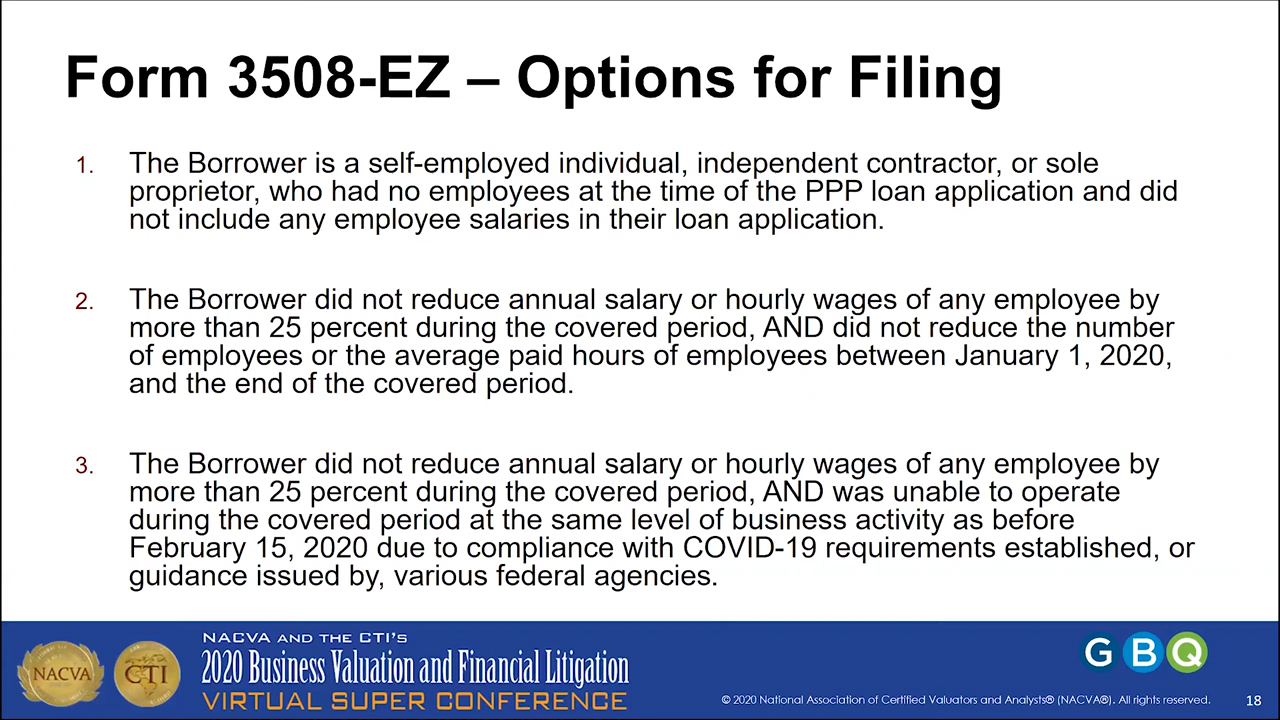 Form 3508-EZ – Options for Filing
1. The Borrower is a self-employed individual, independent contractor, or sole
proprietor, who had no employees at the time of the PPP loan application and did
not include any employee salaries in their loan application.
2. The Borrower did not reduce annual salary or hourly wages of any employee by
more than 25 percent during the covered period, AND did not reduce the number
of employees or the average paid hours of employees between January 1, 2020,
and the end of the covered period.
3. The Borrower did not reduce annual salary or hourly wages of any employee by
more than 25 percent during the covered period, AND was unable to operate
during the covered period at the same level of business activity as before
February 15, 2020 due to compliance with COVID-19 requirements established, or
guidance issued by, various federal agencies.
NACVA
CTI
NACVA AND THE CTI'S
2020 Business Valuation and Financial Litigation
VIRTUAL SUPER CONFERENCE
G B Q
© 2020 National Association of Certified Valuators and Analysts® (NACVA®). All rights reserved.
18